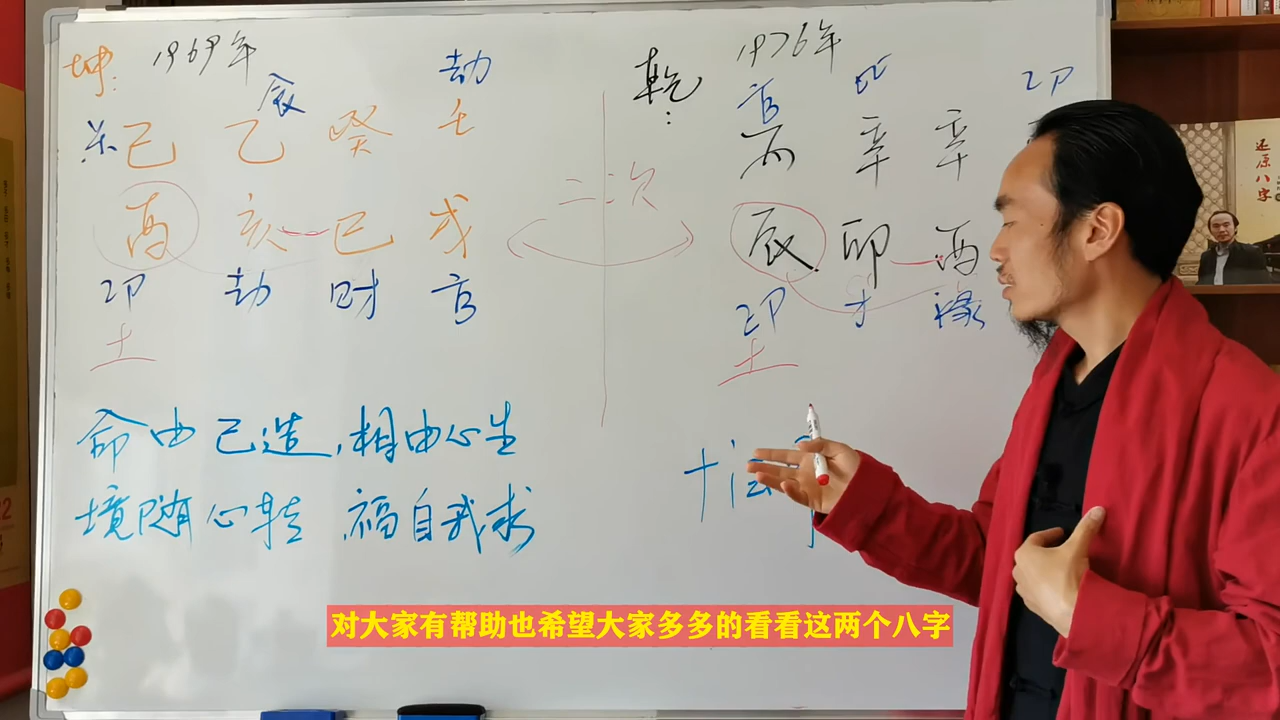 坤: 1969年
辰 劫
杀 己 乙 癸 壬
酉 亥 巳 戌
印 劫 财 官
土
二次
乾: 1976年
官 比 印
丙 辛 辛
辰 卯 酉
印 才 禄
土
命由己造,相由心生
境随心转,福自我求
十
还原八字
对大家有帮助也希望大家多多的看看这两个八字